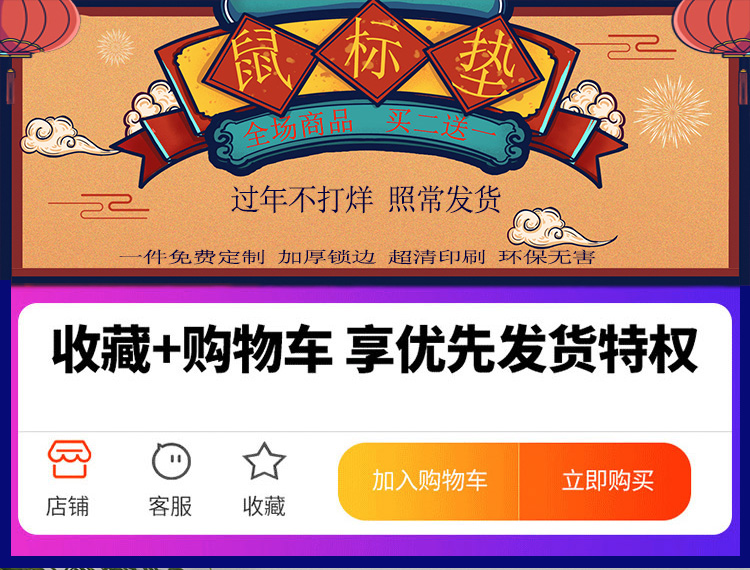 鼠标垫
全场商品 买二送一
过年不打烊 照常发货
一件免费定制 加厚锁边 超清印刷 环保无害
收藏+购物车 享优先发货特权
加入购物车 立即购买
店铺 客服 收藏